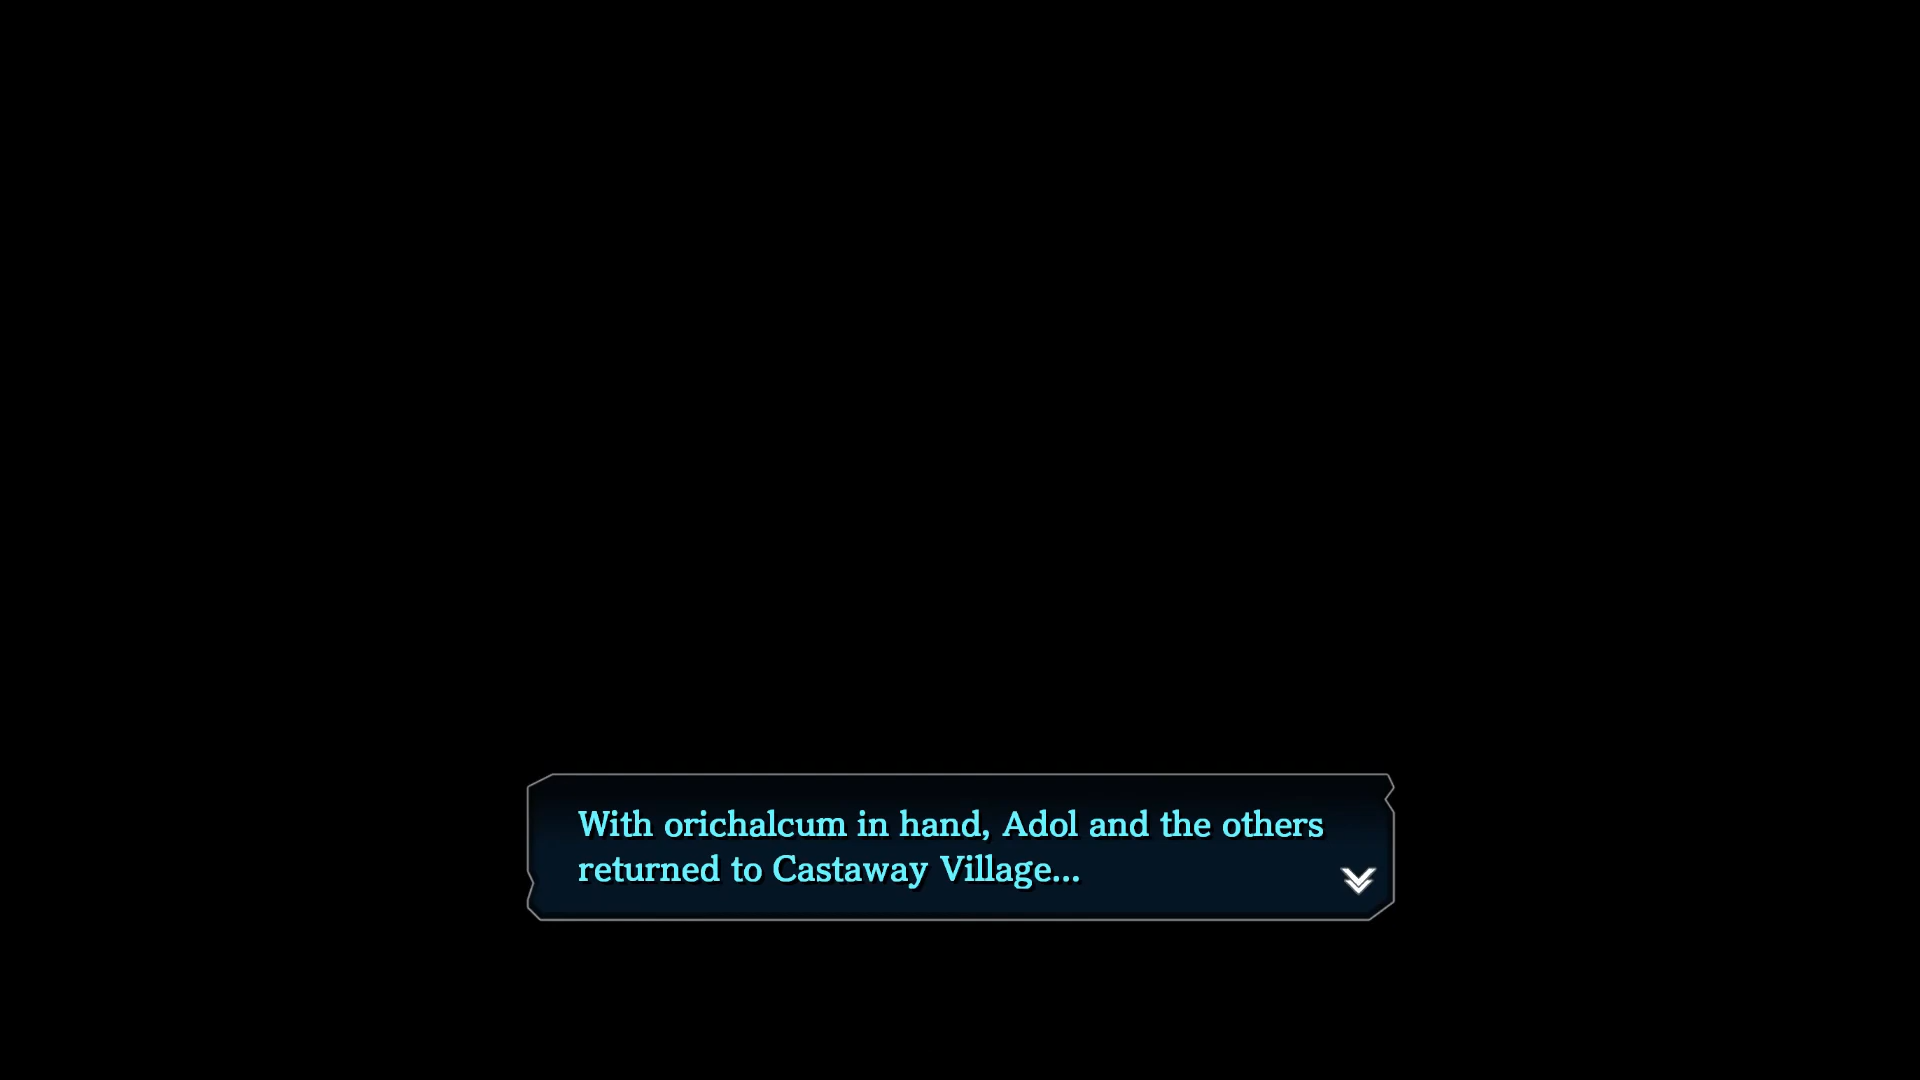 With orichalcum in hand, Adol and the others
returned to Castaway Village...